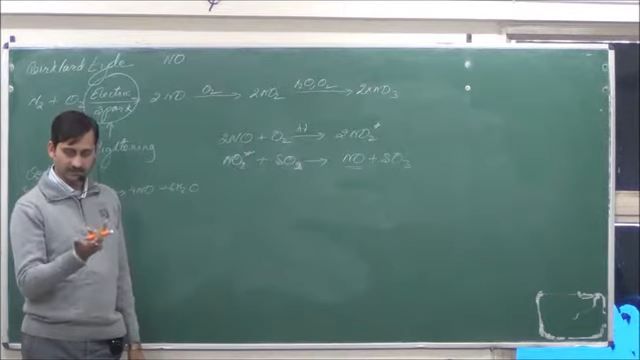 Birkland Eyde NO
N₂ + O₂ Electric Spark 2NO O₂→ 2NO₂ H₂O, O₂→ 2HNO₃
Lightening
2NO + O₂ → 2NO₂*
NO₂* + SO₂ → NO + SO₃
→ 4NO + 6H₂O